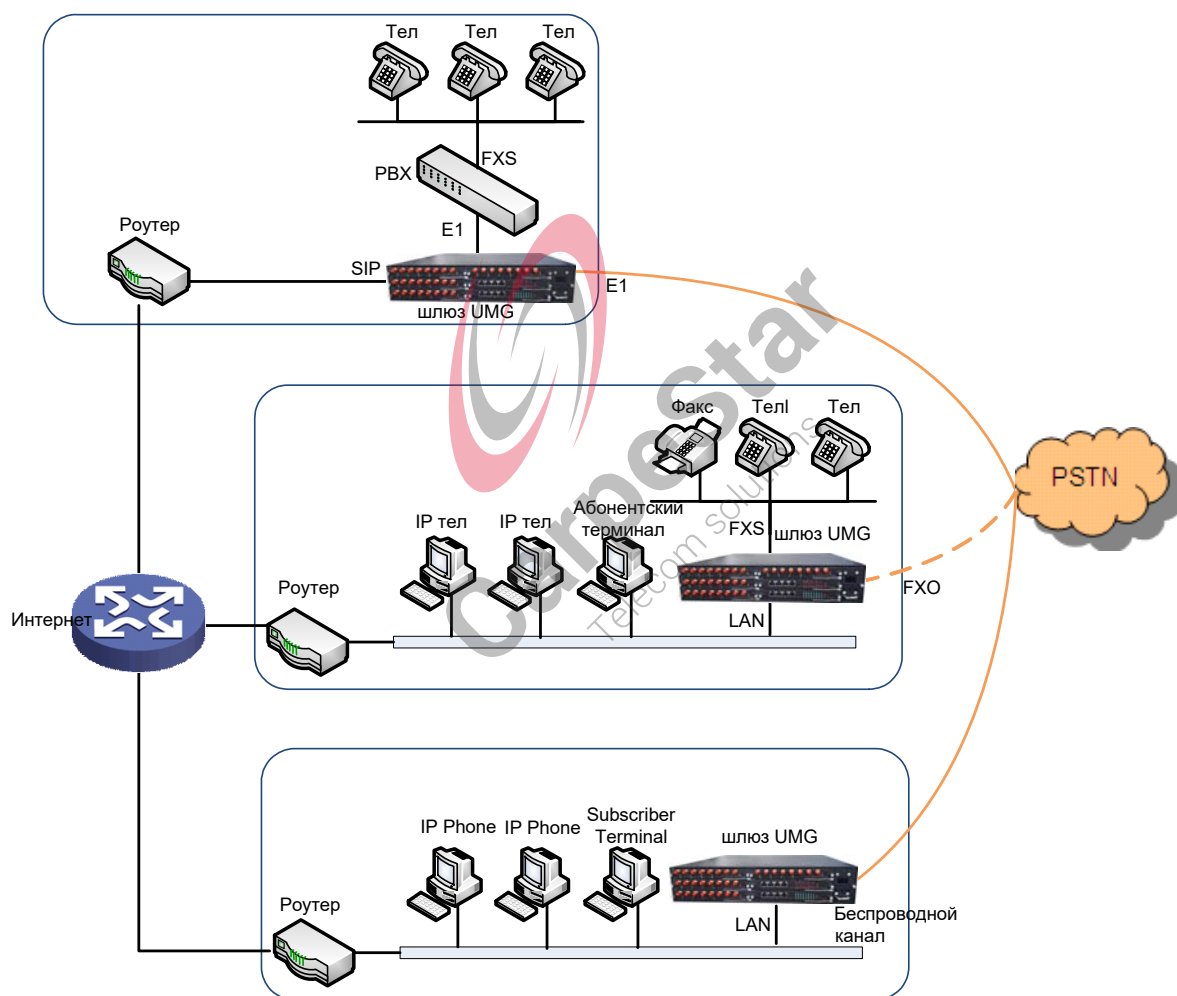 Тел
Тел
Тел
FXS
PBX
E1
Роутер
SIP
E1
шлюз UMG
CarpeStar
Telecom solutions
Факс
ТелI
Тел
PSTN
IP тел
IP тел
Абонентский
терминал
FXS
шлюз UMG
Роутер
FXO
Интернет
LAN
IP Phone
IP Phone
Subscriber
Terminal
шлюз UMG
Роутер
LAN
Беспроводной
канал